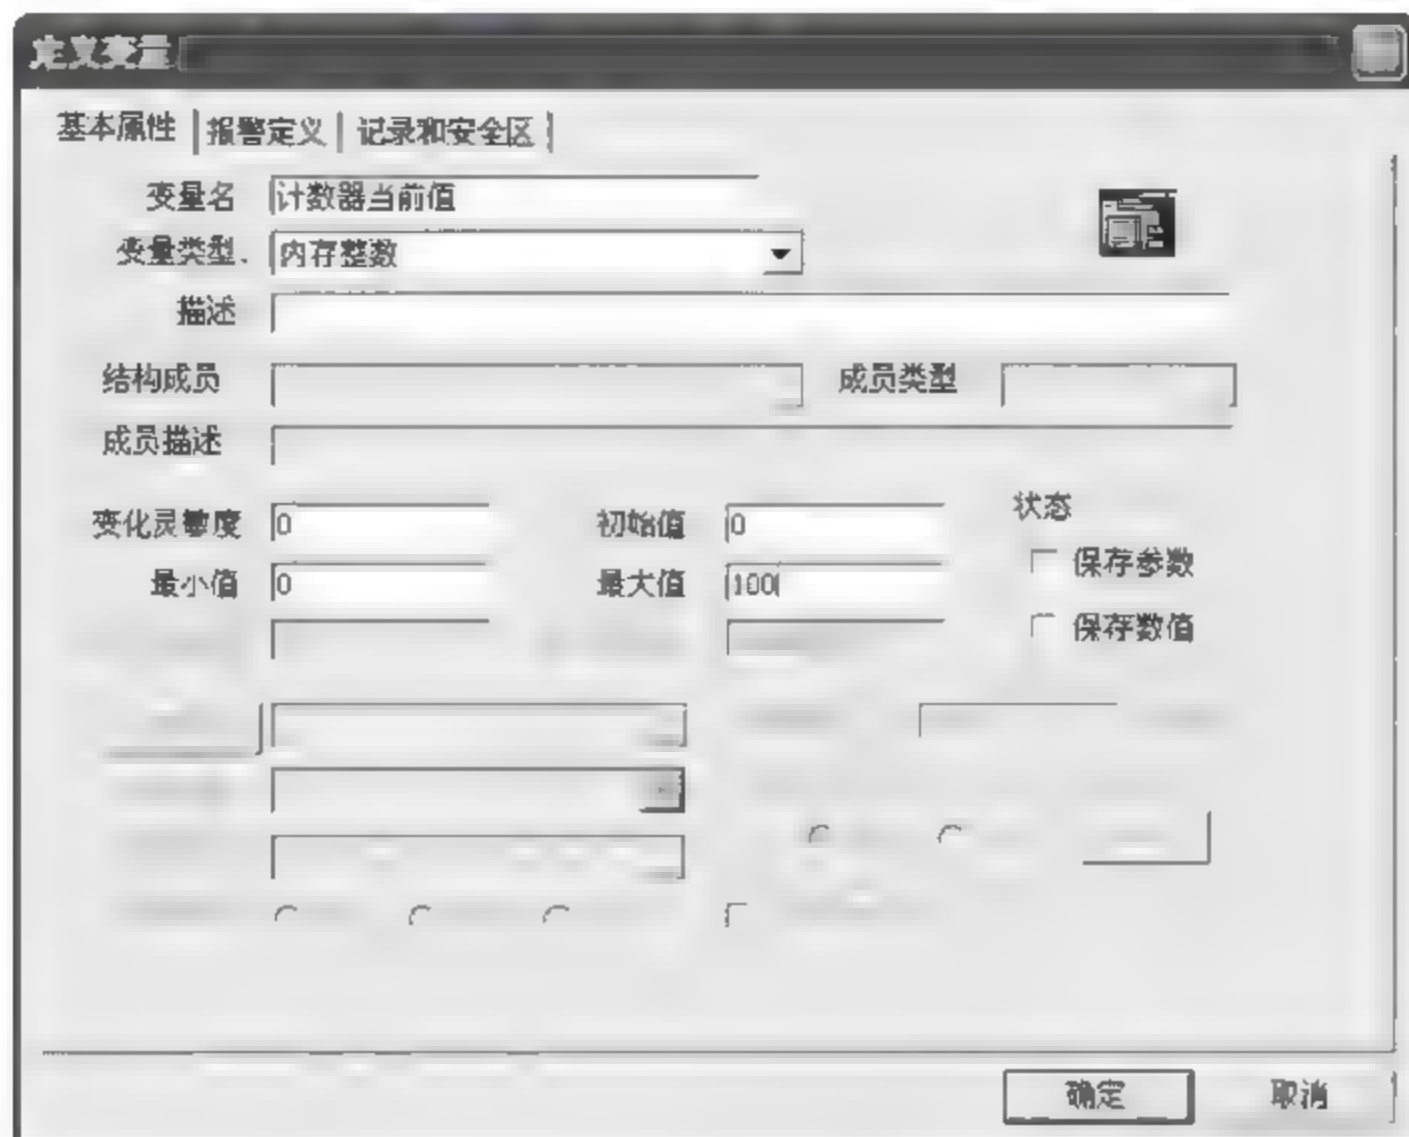 定义变量
基本属性 报警定义 记录和安全区
变量名 计数器当前值
变量类型 内存整数
描述
结构成员 成员类型
成员描述
变化灵敏度 0 初始值 0 状态
最小值 0 最大值 100 保存参数
保存数值
确定 取消